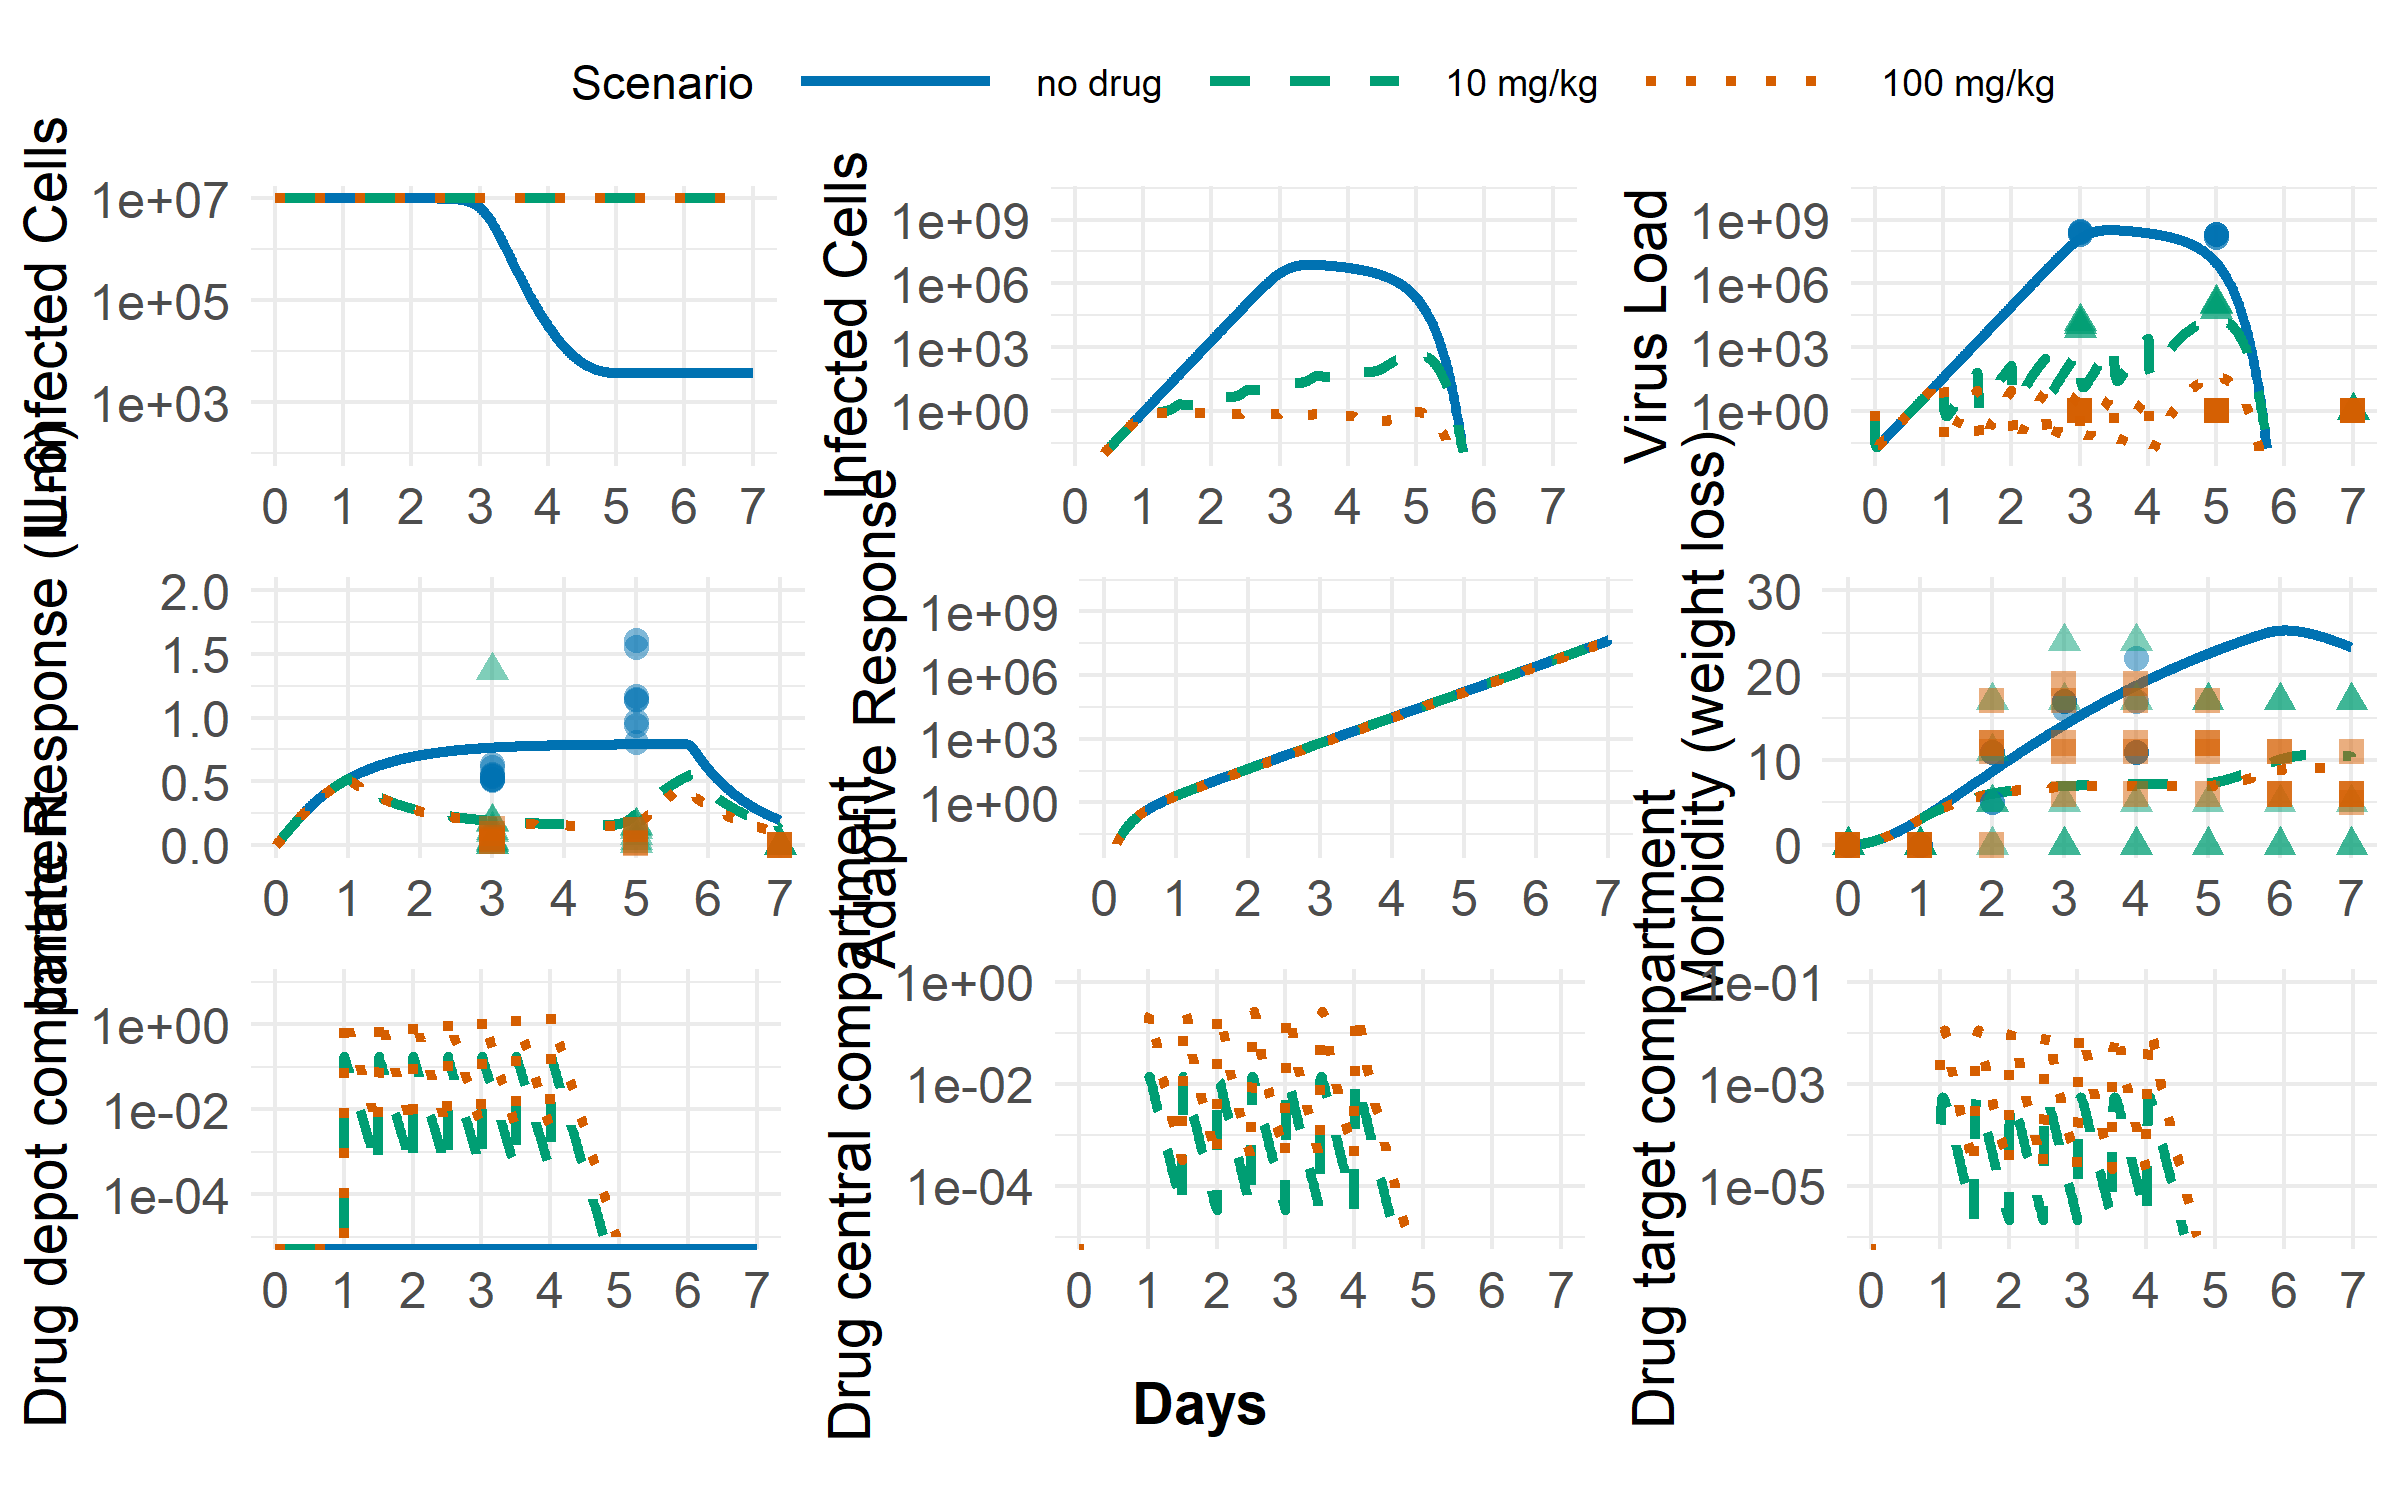 Scenario no drug 10 mg/kg 100 mg/kg
Uninfected Cells
1e+07
1e+05
1e+03
0 1 2 3 4 5 6 7
Infected Cells
1e+09
1e+06
1e+03
1e+00
0 1 2 3 4 5 6 7
Virus Load
1e+09
1e+06
1e+03
1e+00
0 1 2 3 4 5 6 7
Innate Response (IL-6)
2.0
1.5
1.0
0.5
0.0
0 1 2 3 4 5 6 7
Adaptive Response
1e+09
1e+06
1e+03
1e+00
0 1 2 3 4 5 6 7
Morbidity (weight loss)
30
20
10
0
0 1 2 3 4 5 6 7
Drug depot compartment
1e+00
1e-02
1e-04
0 1 2 3 4 5 6 7
Drug central compartment
1e+00
1e-02
1e-04
0 1 2 3 4 5 6 7
Drug target compartment
1e-01
1e-03
1e-05
0 1 2 3 4 5 6 7
Days